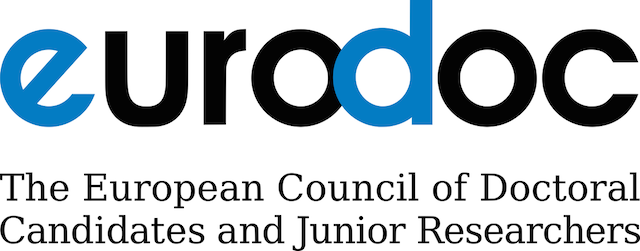 eurodoc
The European Council of Doctoral
Candidates and Junior Researchers